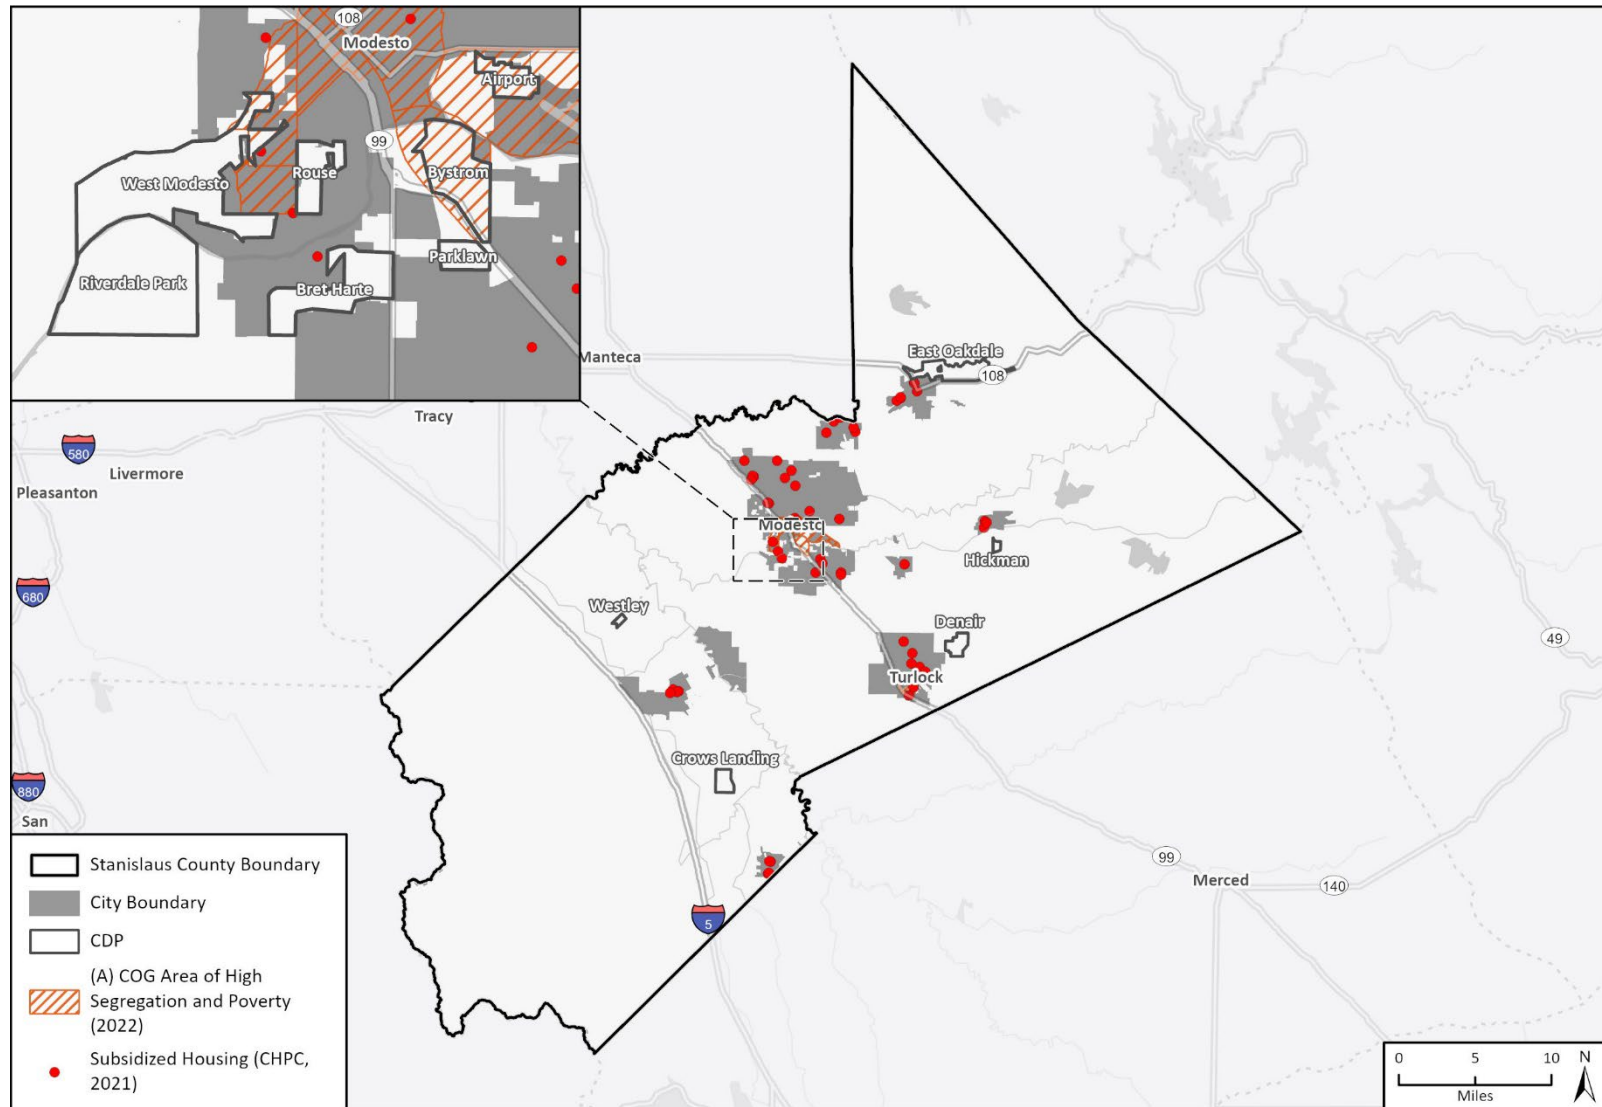 108
Modesto
Airport
99
West Modesto
Rouse
Bystrom
Riverdale Park
Bret Harte
Parklawn
Manteca
East Oakdale
108
Tracy
580
Livermore
Pleasanton
Modesto
Hickman
680
Westley
Denair
49
Turlock
Crows Landing
880
San
99
Merced
140
5
Stanislaus County Boundary
City Boundary
CDP
(A) COG Area of High
Segregation and Poverty
(2022)
Subsidized Housing (CHPC,
2021)
0 5 10 N
Miles